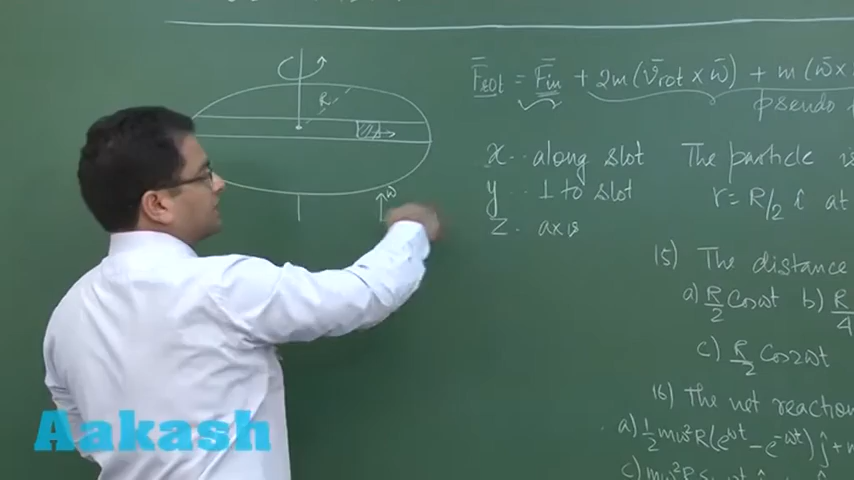 R
ω
F̄rot = F̄in + 2m(v̄rot × ω̄) + m(ω̄×
pseudo
x.. along slot
y.. ⊥ to slot
z. axis
The particle is
r = R/2 î at
15) The distance
a) R/2 Cosωt b) R/4
c) R/2 Cos2ωt
16) The net reaction
a) 1/2 mω²R(e^ωt - e^-ωt) ĵ +
c) mω²R
Aakash